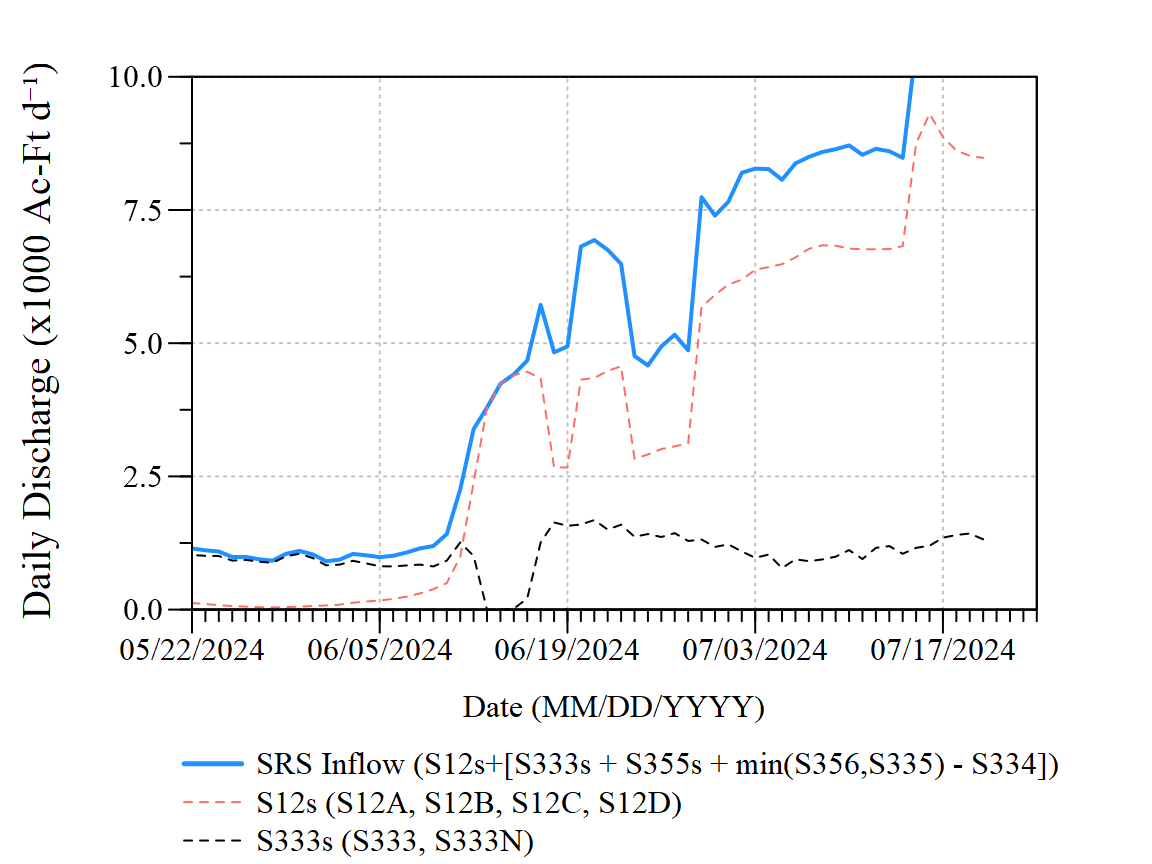 Daily Discharge (x1000 Ac-Ft d⁻¹)
10.0
7.5
5.0
2.5
0.0
05/22/2024 06/05/2024 06/19/2024 07/03/2024 07/17/2024
Date (MM/DD/YYYY)
SRS Inflow (S12s+[S333s + S355s + min(S356,S335) - S334])
S12s (S12A, S12B, S12C, S12D)
S333s (S333, S333N)